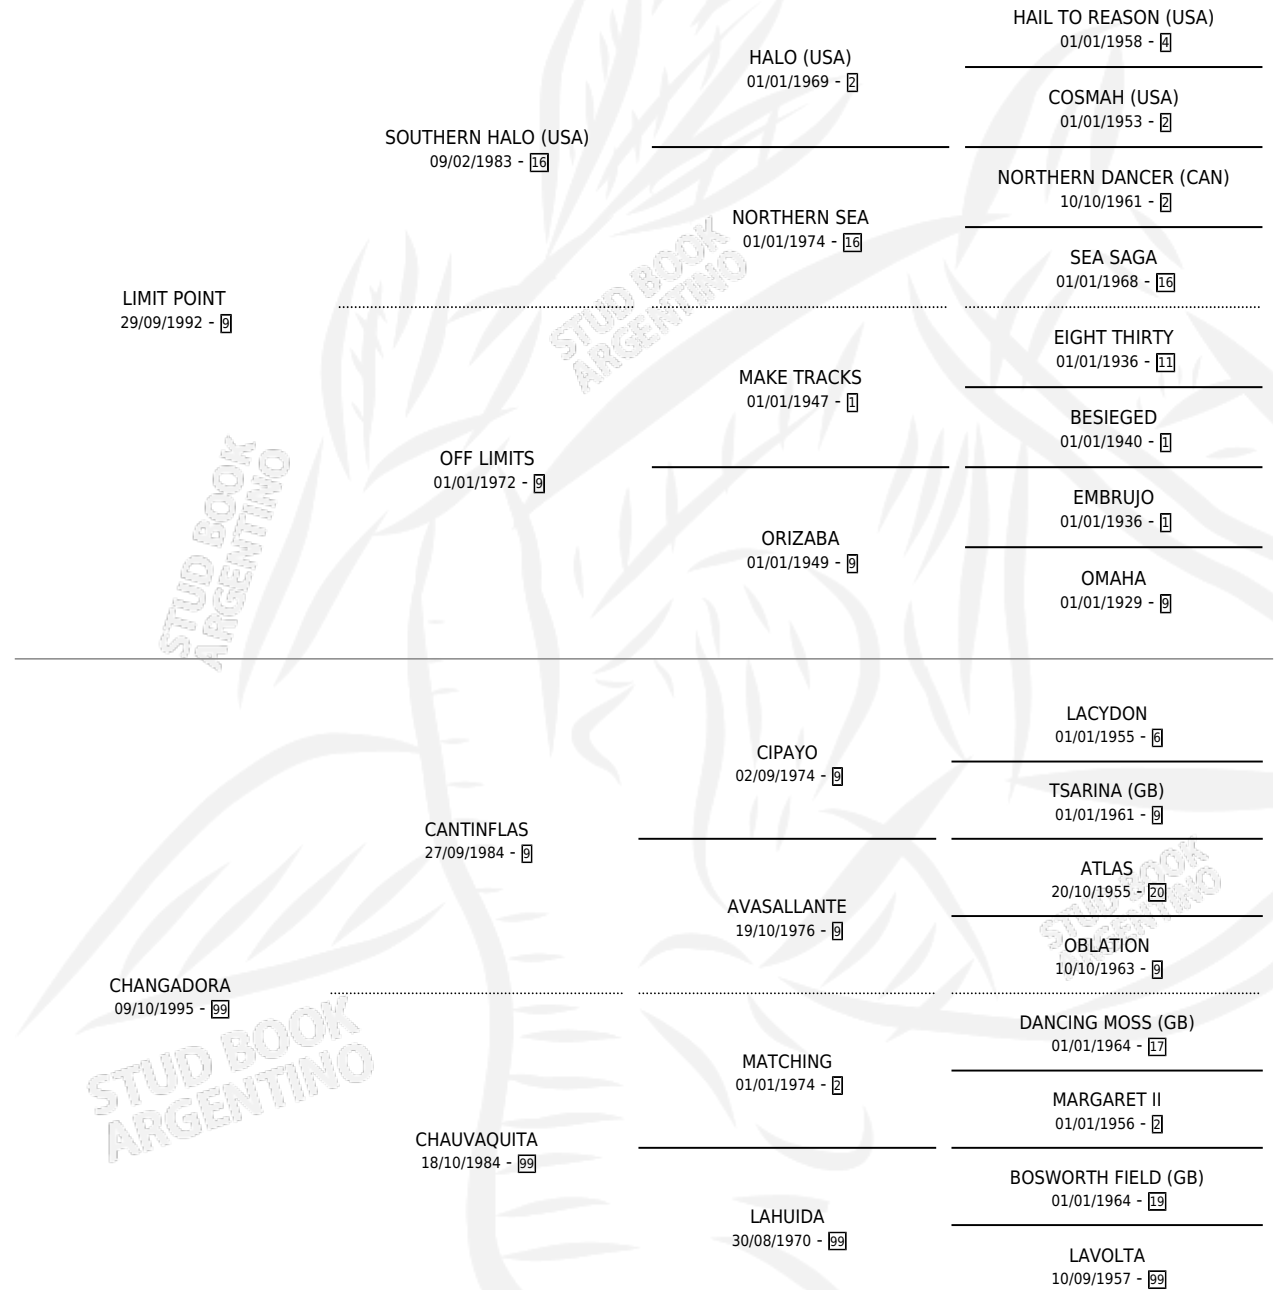 HAIL TO REASON (USA)
01/01/1958 - 4
HALO (USA)
01/01/1969 - 2
COSMAH (USA)
01/01/1953 - 2
SOUTHERN HALO (USA)
09/02/1983 - 16
NORTHERN DANCER (CAN)
10/10/1961 - 2
NORTHERN SEA
01/01/1974 - 16
SEA SAGA
01/01/1968 - 16
STUD BOOK
ARGENTINO
LIMIT POINT
29/09/1992 - 9
EIGHT THIRTY
01/01/1936 - 11
MAKE TRACKS
01/01/1947 - 1
BESIEGED
01/01/1940 - 1
OFF LIMITS
01/01/1972 - 9
EMBRUJO
01/01/1936 - 1
ORIZABA
01/01/1949 - 9
OMAHA
01/01/1929 - 9
STUD BOOK
ARGENTINO
LACYDON
01/01/1955 - 6
CIPAYO
02/09/1974 - 9
TSARINA (GB)
01/01/1961 - 9
CANTINFLAS
27/09/1984 - 9
ATLAS
20/10/1955 - 20
AVASALLANTE
19/10/1976 - 9
STUD BOOK
ARGENTINO
OBLATION
10/10/1963 - 9
CHANGADORA
09/10/1995 - 99
DANCING MOSS (GB)
01/01/1964 - 17
STUD BOOK
ARGENTINO
MATCHING
01/01/1974 - 2
MARGARET II
01/01/1956 - 2
CHAUVAQUITA
18/10/1984 - 99
BOSWORTH FIELD (GB)
01/01/1964 - 19
LAHUIDA
30/08/1970 - 99
LAVOLTA
10/09/1957 - 99